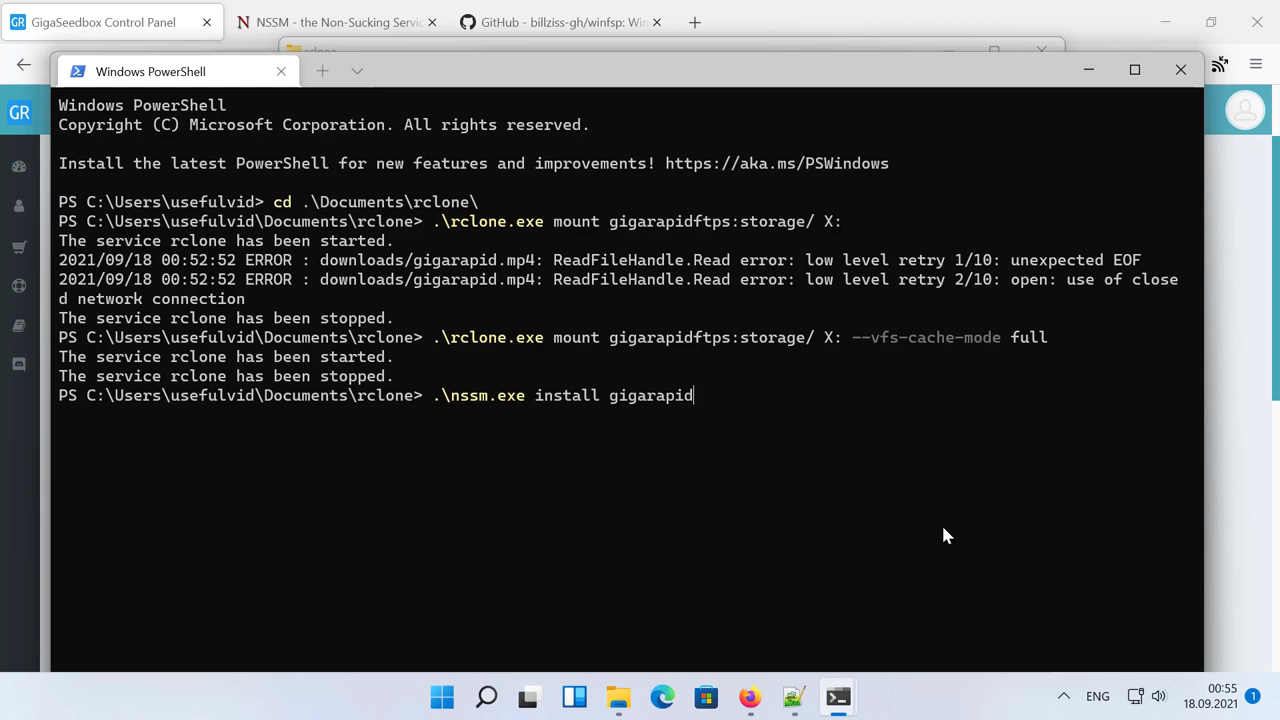 GR GigaSeedbox Control Panel
N NSSM - the Non-Sucking Servic
GitHub - billziss-gh/winfsp: Win
rclone
Windows PowerShell
GR
Windows PowerShell
Copyright (C) Microsoft Corporation. All rights reserved.
Install the latest PowerShell for new features and improvements! https://aka.ms/PSWindows
PS C:\Users\usefulvid> cd .\Documents\rclone\
PS C:\Users\usefulvid\Documents\rclone> .\rclone.exe mount gigarapidftps:storage/ X:
The service rclone has been started.
2021/09/18 00:52:52 ERROR : downloads/gigarapid.mp4: ReadFileHandle.Read error: low level retry 1/10: unexpected EOF
2021/09/18 00:52:52 ERROR : downloads/gigarapid.mp4: ReadFileHandle.Read error: low level retry 2/10: open: use of close
d network connection
The service rclone has been stopped.
PS C:\Users\usefulvid\Documents\rclone> .\rclone.exe mount gigarapidftps:storage/ X: --vfs-cache-mode full
The service rclone has been started.
The service rclone has been stopped.
PS C:\Users\usefulvid\Documents\rclone> .\nssm.exe install gigarapid
ENG
00:55
18.09.2021
1